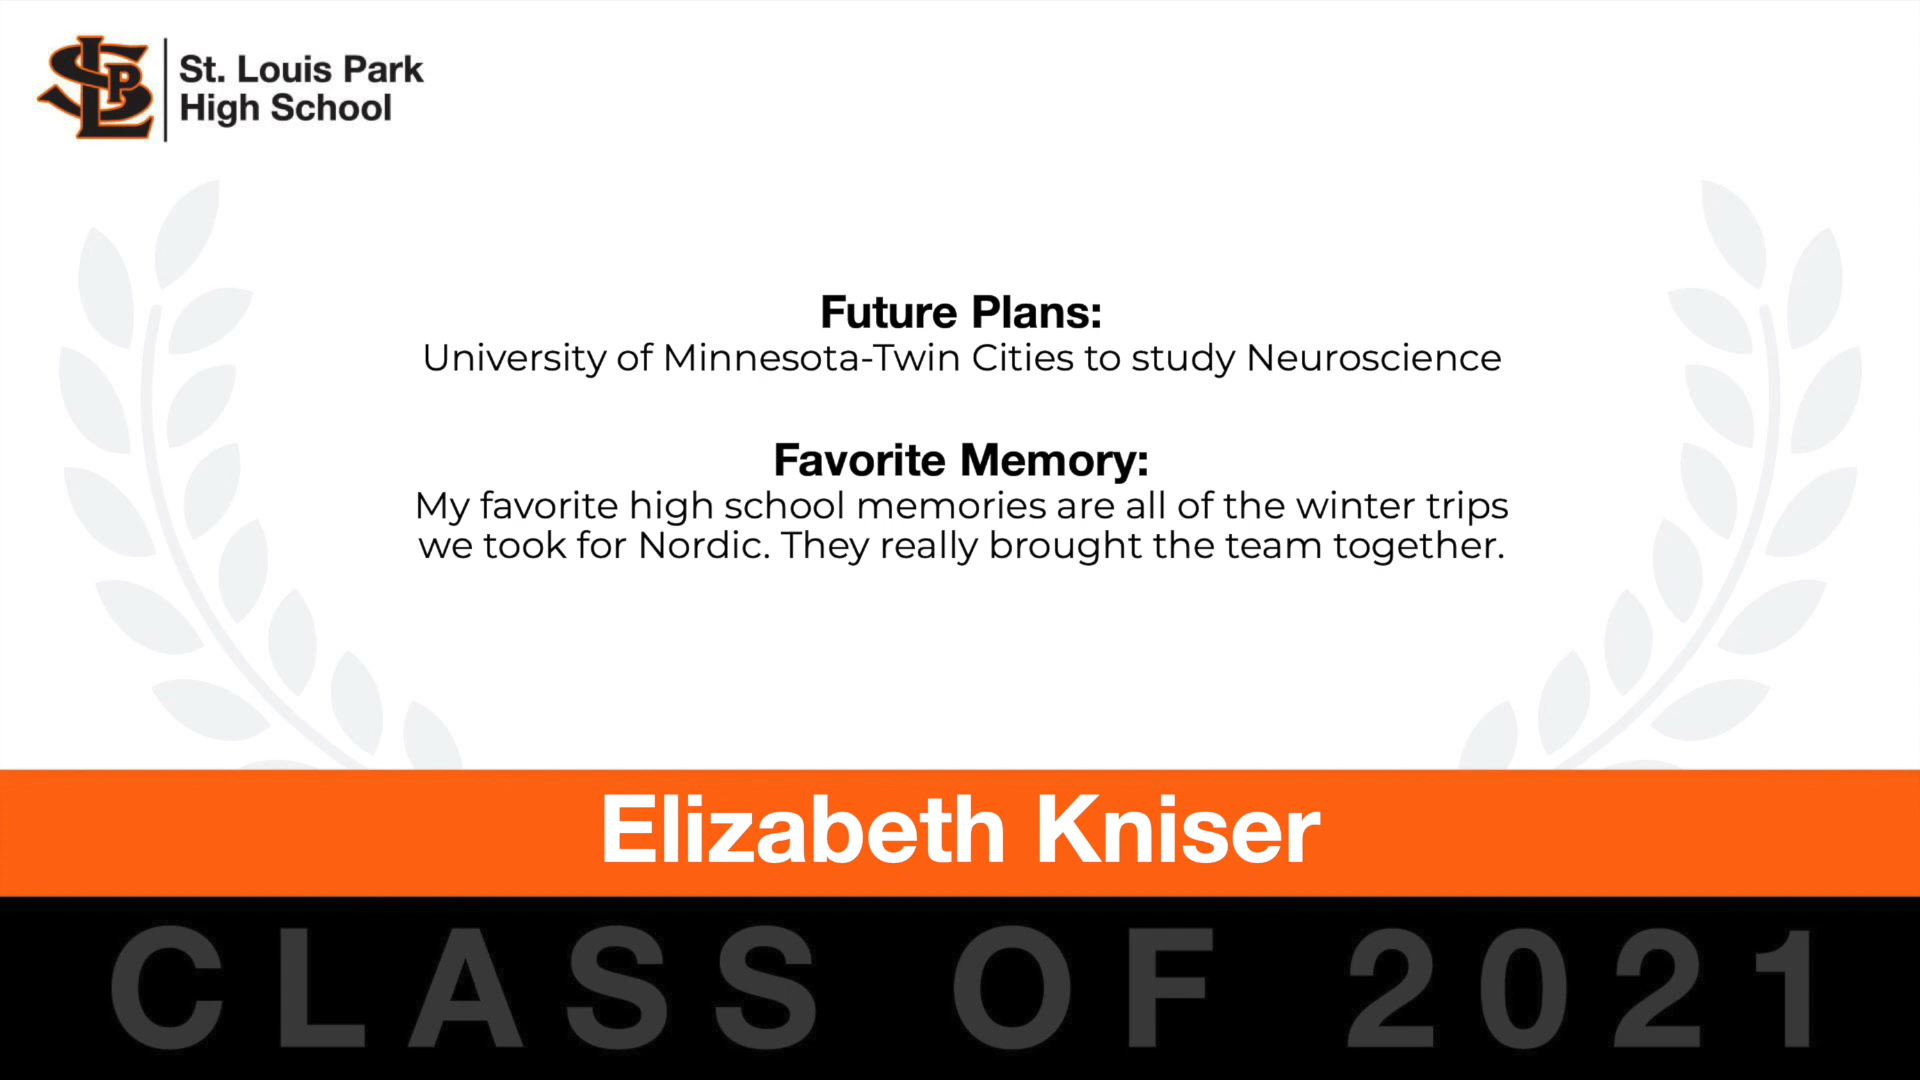 SLP
St. Louis Park
High School
Future Plans:
University of Minnesota-Twin Cities to study Neuroscience
Favorite Memory:
My favorite high school memories are all of the winter trips
we took for Nordic. They really brought the team together.
Elizabeth Kniser
CLASS OF 2021